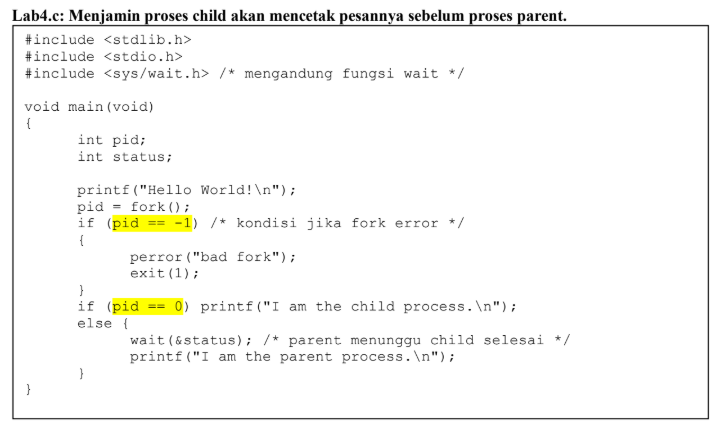 Lab4.c: Menjamin proses child akan mencetak pesannya sebelum proses parent.
#include <stdlib.h>
#include <stdio.h>
#include <sys/wait.h> /* mengandung fungsi wait */
void main(void)
{
int pid;
int status;
printf("Hello World!\n");
pid = fork();
if (pid == -1) /* kondisi jika fork error */
{
perror("bad fork");
exit(1);
}
if (pid == 0) printf("I am the child process.\n");
else {
wait(&status); /* parent menunggu child selesai */
printf("I am the parent process.\n");
}
}